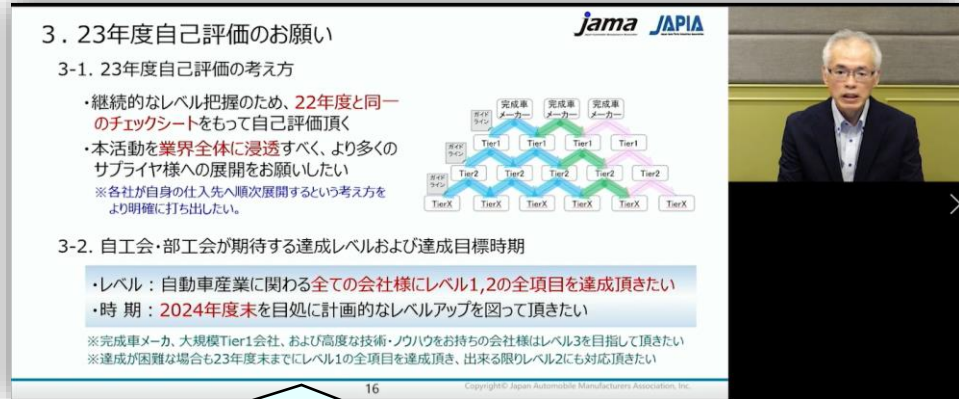 3．23年度自己評価のお願い
jama JAPIA
3-1. 23年度自己評価の考え方
・継続的なレベル把握のため、22年度と同一
のチェックシートをもって自己評価頂く
・本活動を業界全体に浸透すべく、より多くの
サプライヤ様への展開をお願いしたい
※各社が自身の仕入先へ順次展開するという考え方を
より明確に打ち出したい。
ガイド
ライン
完成車
メーカー
完成車
メーカー
完成車
メーカー
ガイド
ライン
Tier1 Tier1 Tier1 Tier1
ガイド
ライン
Tier2 Tier2 Tier2 Tier2 Tier2
TierX TierX TierX TierX TierX TierX
3-2. 自工会・部工会が期待する達成レベルおよび達成目標時期
・レベル：自動車産業に関わる全ての会社様にレベル1,2の全項目を達成頂きたい
・時 期：2024年度末を目処に計画的なレベルアップを図って頂きたい
※完成車メーカ、大規模Tier1会社、および高度な技術・ノウハウをお持ちの会社様はレベル3を目指して頂きたい
※達成が困難な場合も23年度末までにレベル1の全項目を達成頂き、出来る限りレベル2にも対応頂きたい
16
Copyright© Japan Automobile Manufacturers Association, Inc.